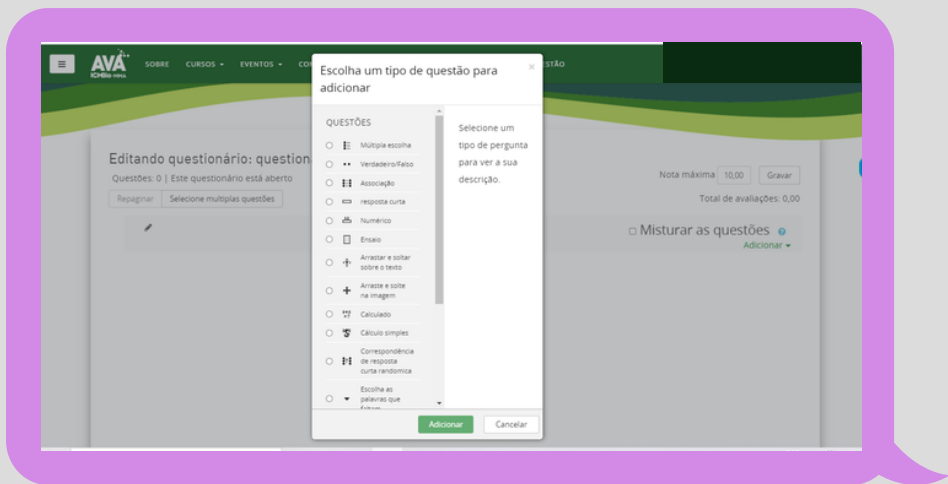 AVA
ICMBio MMA
SOBRE CURSOS EVENTOS
Escolha um tipo de questão para
adicionar
×
Editando questionário:
Questões: 0 | Este questionário está aberto
Repaginar Selecione multiplas questões
QUESTÕES
Múltipla escolha
Verdadeiro/Falso
Associação
resposta curta
Numérico
Ensaio
Arrastar e soltar
sobre o texto
Arraste e solte
na imagem
Calculado
Cálculo simples
Correspondência
de resposta
curta randomica
Escolha as
palavras que
faltam
Selecione um
tipo de pergunta
para ver a sua
descrição.
Adicionar Cancelar
Nota máxima 10,00 Gravar
Total de avaliações: 0,00
Misturar as questões
Adicionar